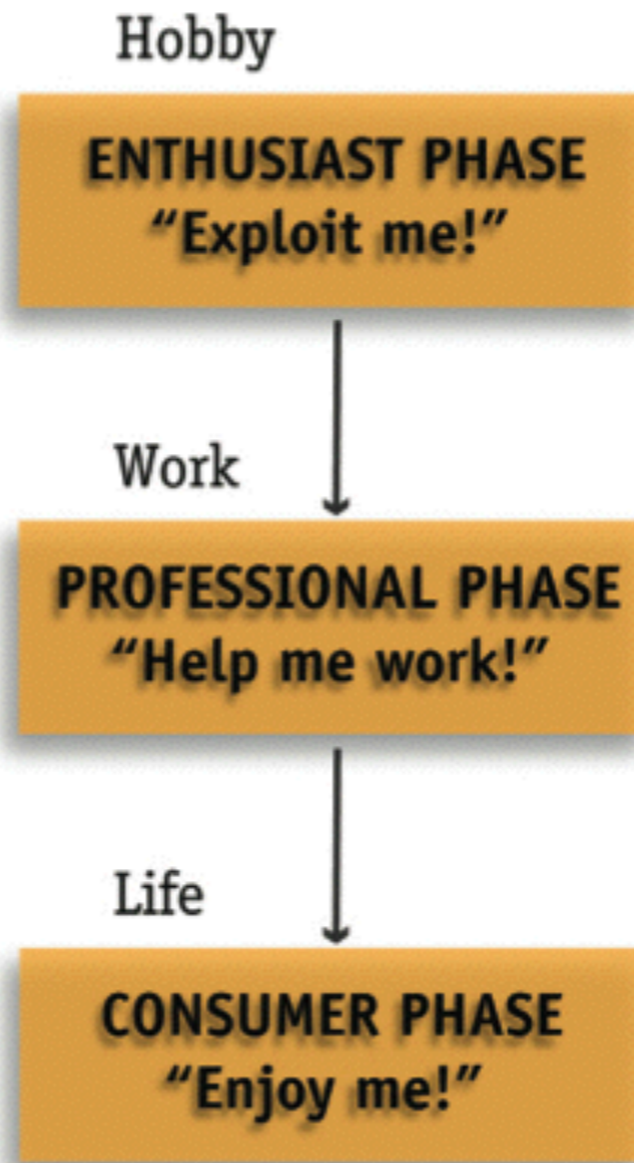 Hobby
ENTHUSIAST PHASE
“Exploit me!”
Work
PROFESSIONAL PHASE
“Help me work!”
Life
CONSUMER PHASE
“Enjoy me!”